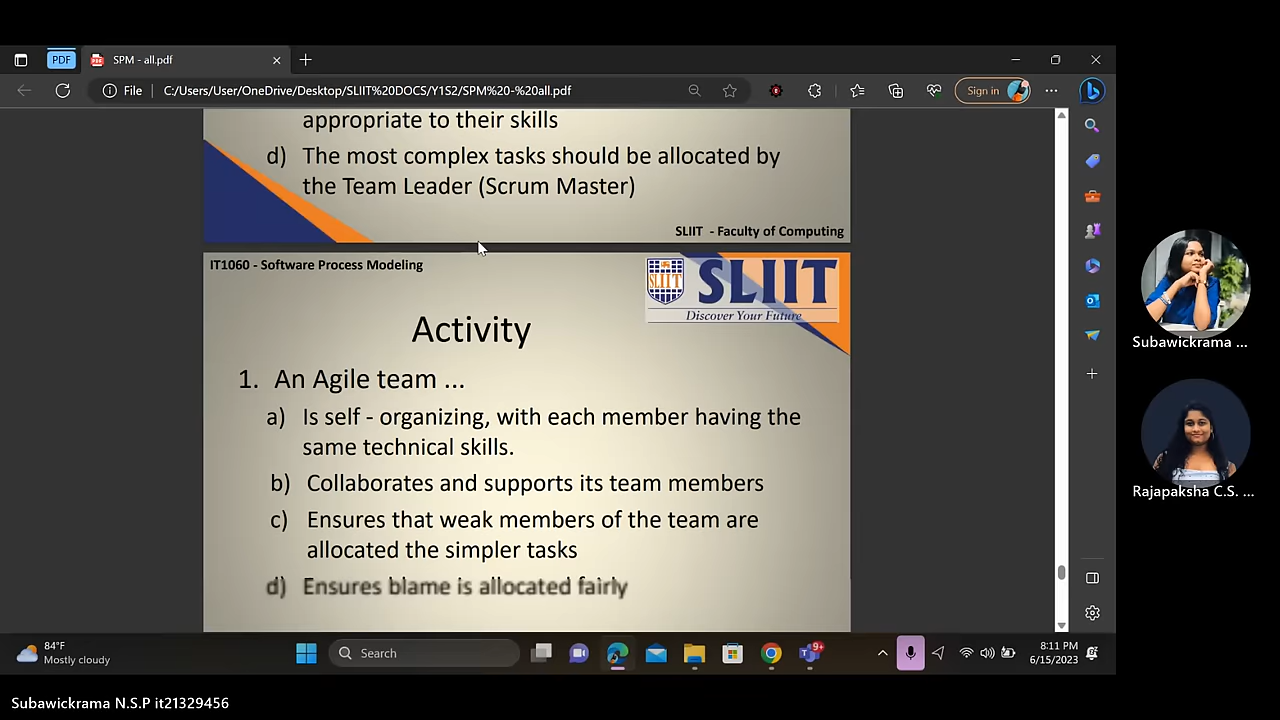 PDF
SPM - all.pdf
File
C:/Users/User/OneDrive/Desktop/SLIIT%20DOCS/Y1S2/SPM%20-%20all.pdf
Sign in
appropriate to their skills
d) The most complex tasks should be allocated by
the Team Leader (Scrum Master)
SLIIT - Faculty of Computing
IT1060 - Software Process Modeling
SLIIT
SLIIT
Discover Your Future
Activity
1. An Agile team ...
a) Is self - organizing, with each member having the
same technical skills.
b) Collaborates and supports its team members
c) Ensures that weak members of the team are
allocated the simpler tasks
d) Ensures blame is allocated fairly
Subawickrama ...
Rajapaksha C.S. ...
84°F
Mostly cloudy
Search
9+
8:11 PM
6/15/2023
Subawickrama N.S.P it21329456